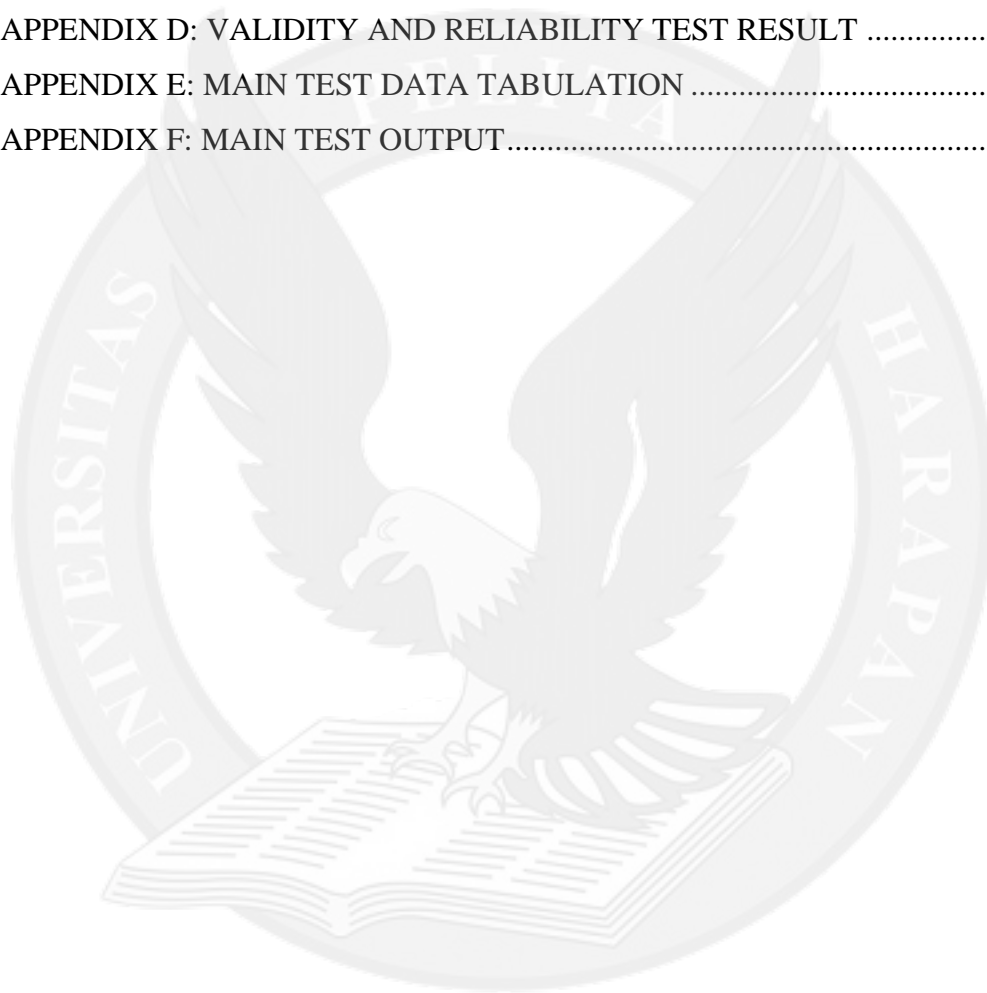 APPENDIX D: VALIDITY AND RELIABILITY TEST RESULT ...............
APPENDIX E: MAIN TEST DATA TABULATION .....................................
APPENDIX F: MAIN TEST OUTPUT............................................................
UNIVERSITAS PELITA HARAPAN